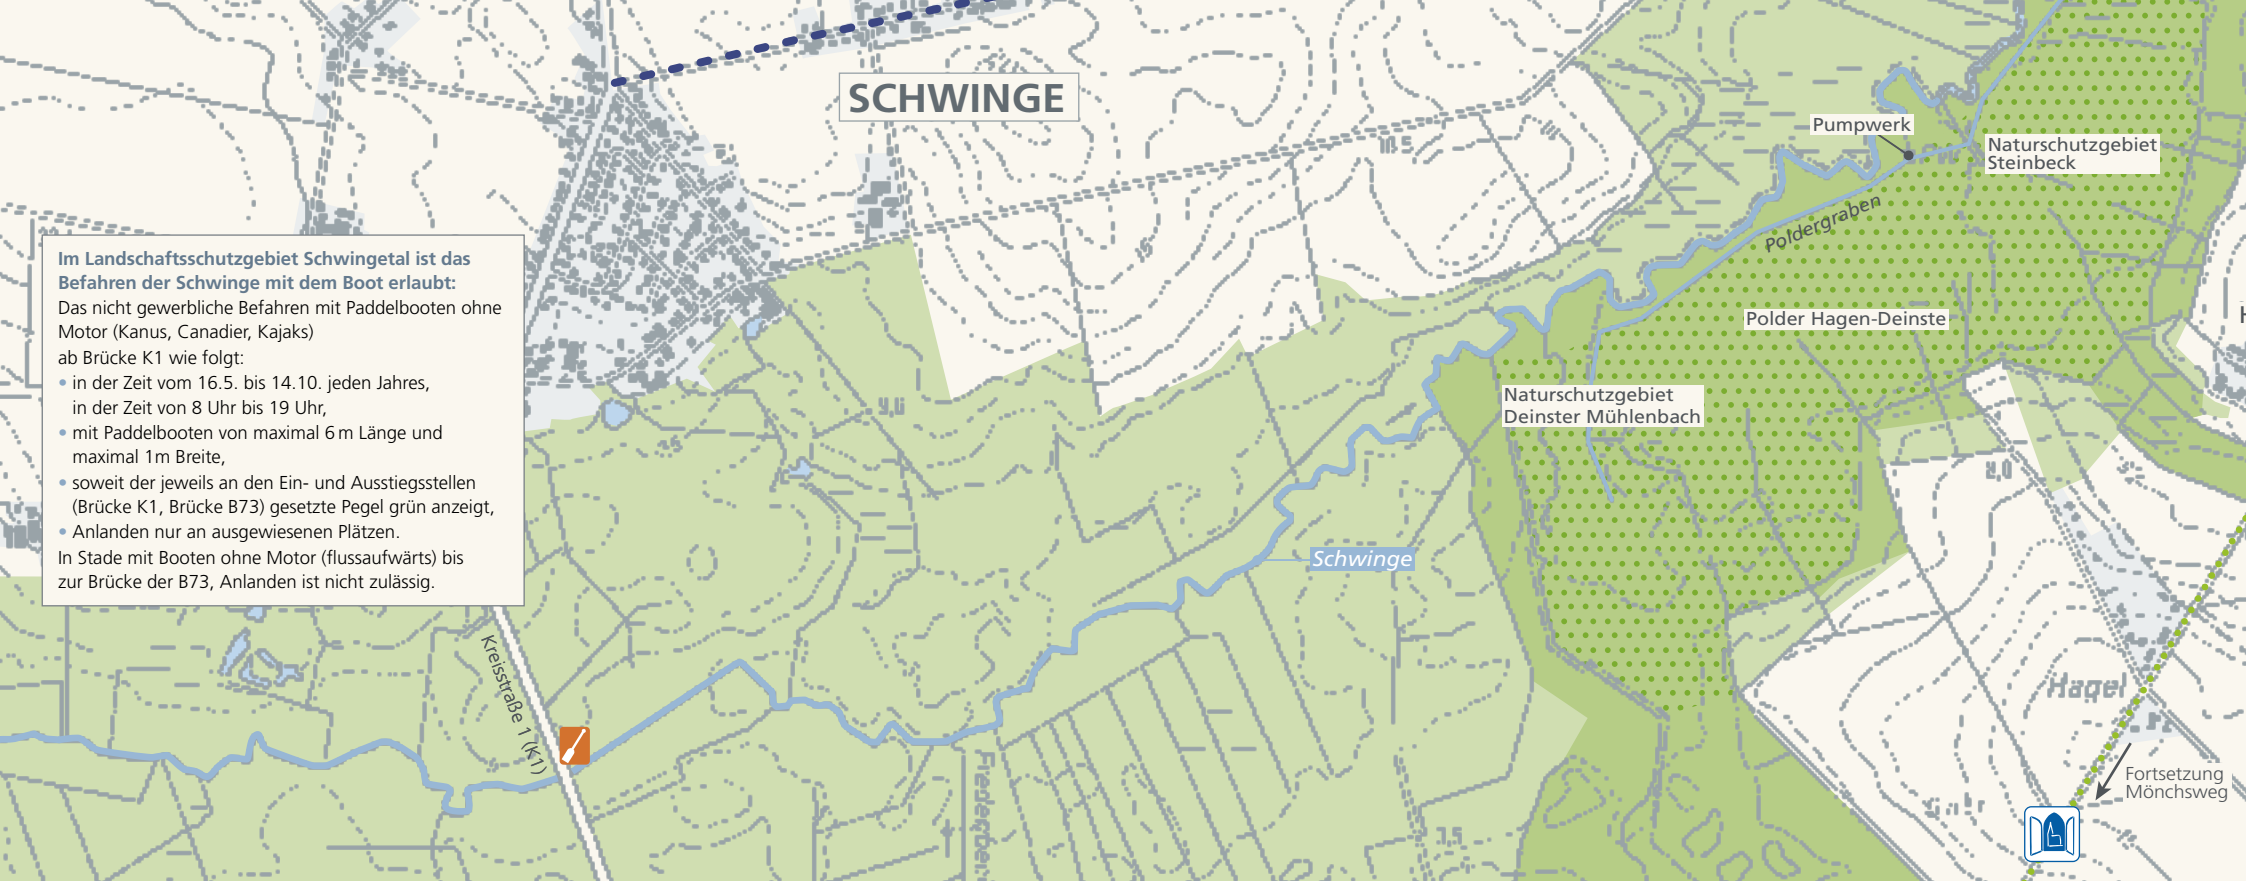 SCHWINGE
Pumpwerk
Naturschutzgebiet
Steinbeck
Poldergraben
Im Landschaftsschutzgebiet Schwingetal ist das
Befahren der Schwinge mit dem Boot erlaubt:
Das nicht gewerbliche Befahren mit Paddelbooten ohne
Motor (Kanus, Canadier, Kajaks)
ab Brücke K1 wie folgt:
• in der Zeit vom 16.5. bis 14.10. jeden Jahres,
in der Zeit von 8 Uhr bis 19 Uhr,
• mit Paddelbooten von maximal 6 m Länge und
maximal 1m Breite,
• soweit der jeweils an den Ein- und Ausstiegsstellen
(Brücke K1, Brücke B73) gesetzte Pegel grün anzeigt,
• Anlanden nur an ausgewiesenen Plätzen.
In Stade mit Booten ohne Motor (flussaufwärts) bis
zur Brücke der B73, Anlanden ist nicht zulässig.
Polder Hagen-Deinste
Naturschutzgebiet
Deinster Mühlenbach
Schwinge
Kreisstraße 1 (K1)
Hagel
Fortsetzung
Mönchsweg